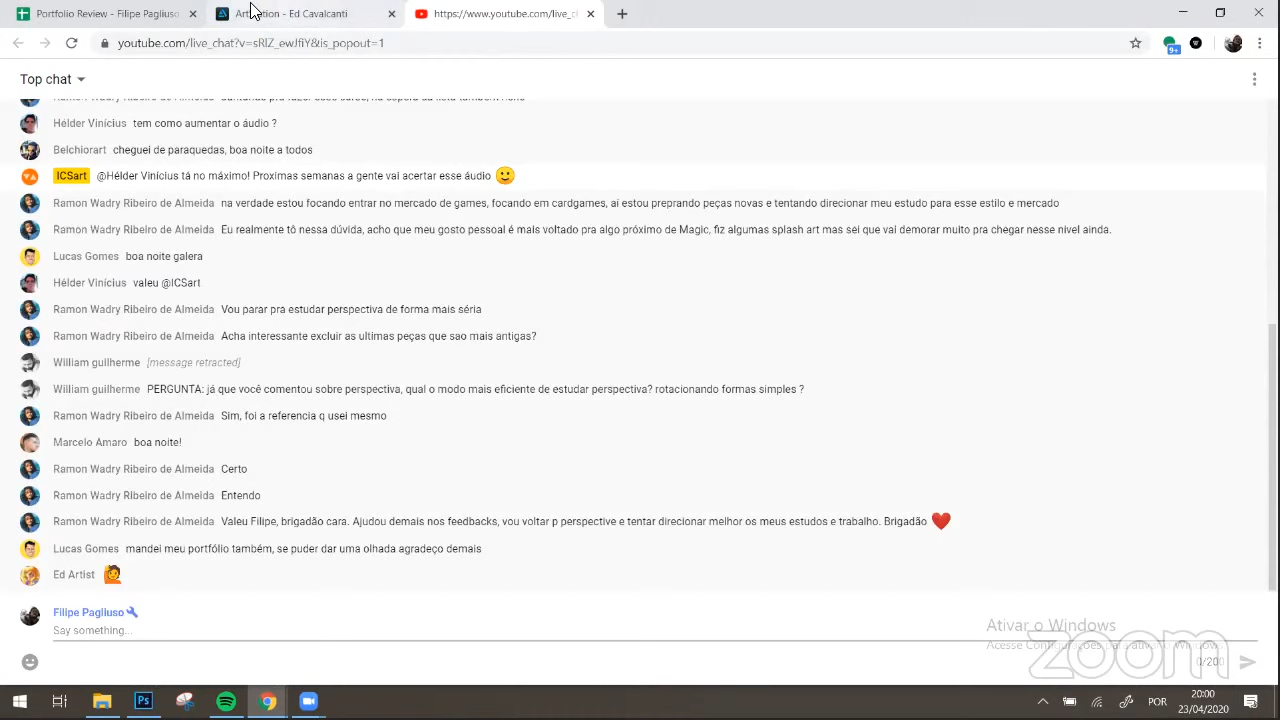 Portfolio Review - Filipe Pagliuso
Ed Cavalcanti
https://www.youtube.com/live_c
youtube.com/live_chat?v=sRlZ_ewJfiY&is_popout=1
9+
Top chat
Hélder Vinícius tem como aumentar o áudio ?
Belchiorart cheguei de paraquedas, boa noite a todos
ICSart @Hélder Vinícius tá no máximo! Proximas semanas a gente vai acertar esse áudio
Ramon Wadry Ribeiro de Almeida na verdade estou focando entrar no mercado de games, focando em cardgames, aí estou preprando peças novas e tentando direcionar meu estudo para esse estilo e mercado
Ramon Wadry Ribeiro de Almeida Eu realmente tô nessa dúvida, acho que meu gosto pessoal é mais voltado pra algo próximo de Magic, fiz algumas splash art mas sei que vai demorar muito pra chegar nesse nivel ainda.
Lucas Gomes boa noite galera
Hélder Vinícius valeu @ICSart
Ramon Wadry Ribeiro de Almeida Vou parar pra estudar perspectiva de forma mais séria
Ramon Wadry Ribeiro de Almeida Acha interessante excluir as ultimas peças que sao mais antigas?
William guilherme [message retracted]
William guilherme PERGUNTA: já que você comentou sobre perspectiva, qual o modo mais eficiente de estudar perspectiva? rotacionando formas simples ?
Ramon Wadry Ribeiro de Almeida Sim, foi a referencia q usei mesmo
Marcelo Amaro boa noite!
Ramon Wadry Ribeiro de Almeida Certo
Ramon Wadry Ribeiro de Almeida Entendo
Ramon Wadry Ribeiro de Almeida Valeu Filipe, brigadão cara. Ajudou demais nos feedbacks, vou voltar p perspective e tentar direcionar melhor os meus estudos e trabalho. Brigadão
Lucas Gomes mandei meu portfólio também, se puder dar uma olhada agradeço demais
Ed Artist
Filipe Pagliuso
Say something...
Ativar o Windows
Acesse Configurações para ativar o Windows
zoom
0/200
Ps
POR
20:00
23/04/2020